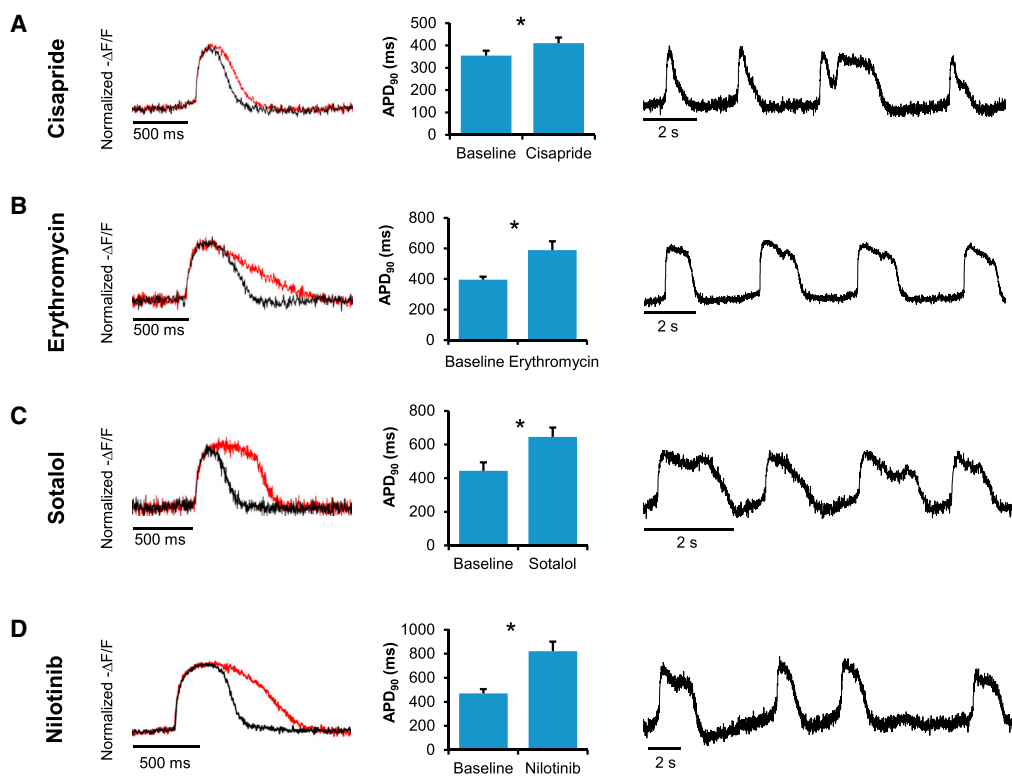 A
Cisapride
Normalized -ΔF/F
500 ms
APD90 (ms)
500
400
300
200
100
0
*
Baseline Cisapride
2 s
B
Erythromycin
Normalized -ΔF/F
500 ms
APD90 (ms)
800
600
400
200
0
*
Baseline Erythromycin
2 s
C
Sotalol
Normalized -ΔF/F
500 ms
APD90 (ms)
800
600
400
200
0
*
Baseline Sotalol
2 s
D
Nilotinib
Normalized -ΔF/F
500 ms
APD90 (ms)
1000
800
600
400
200
0
*
Baseline Nilotinib
2 s